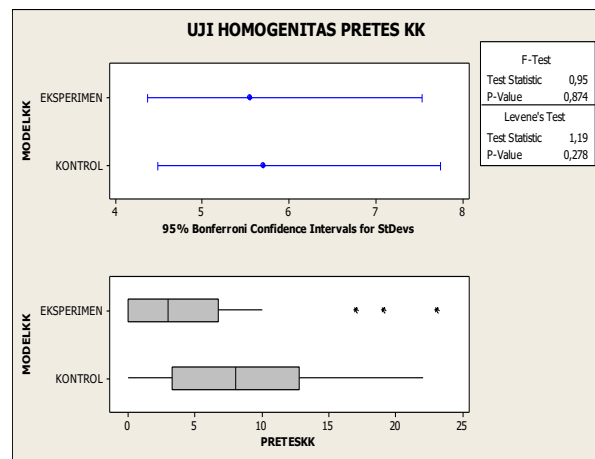 UJI HOMOGENITAS PRETES KK
MODELKK
EKSPERIMEN
KONTROL
4 5 6 7 8
95% Bonferroni Confidence Intervals for StDevs
F-Test
Test Statistic 0,95
P-Value 0,874
Levene's Test
Test Statistic 1,19
P-Value 0,278
MODELKK
EKSPERIMEN
KONTROL
0 5 10 15 20 25
PRETESKK